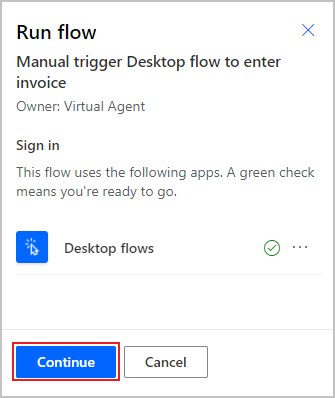 Run flow
Manual trigger Desktop flow to enter
invoice
Owner: Virtual Agent
Sign in
This flow uses the following apps. A green check
means you're ready to go.
Desktop flows
Continue
Cancel